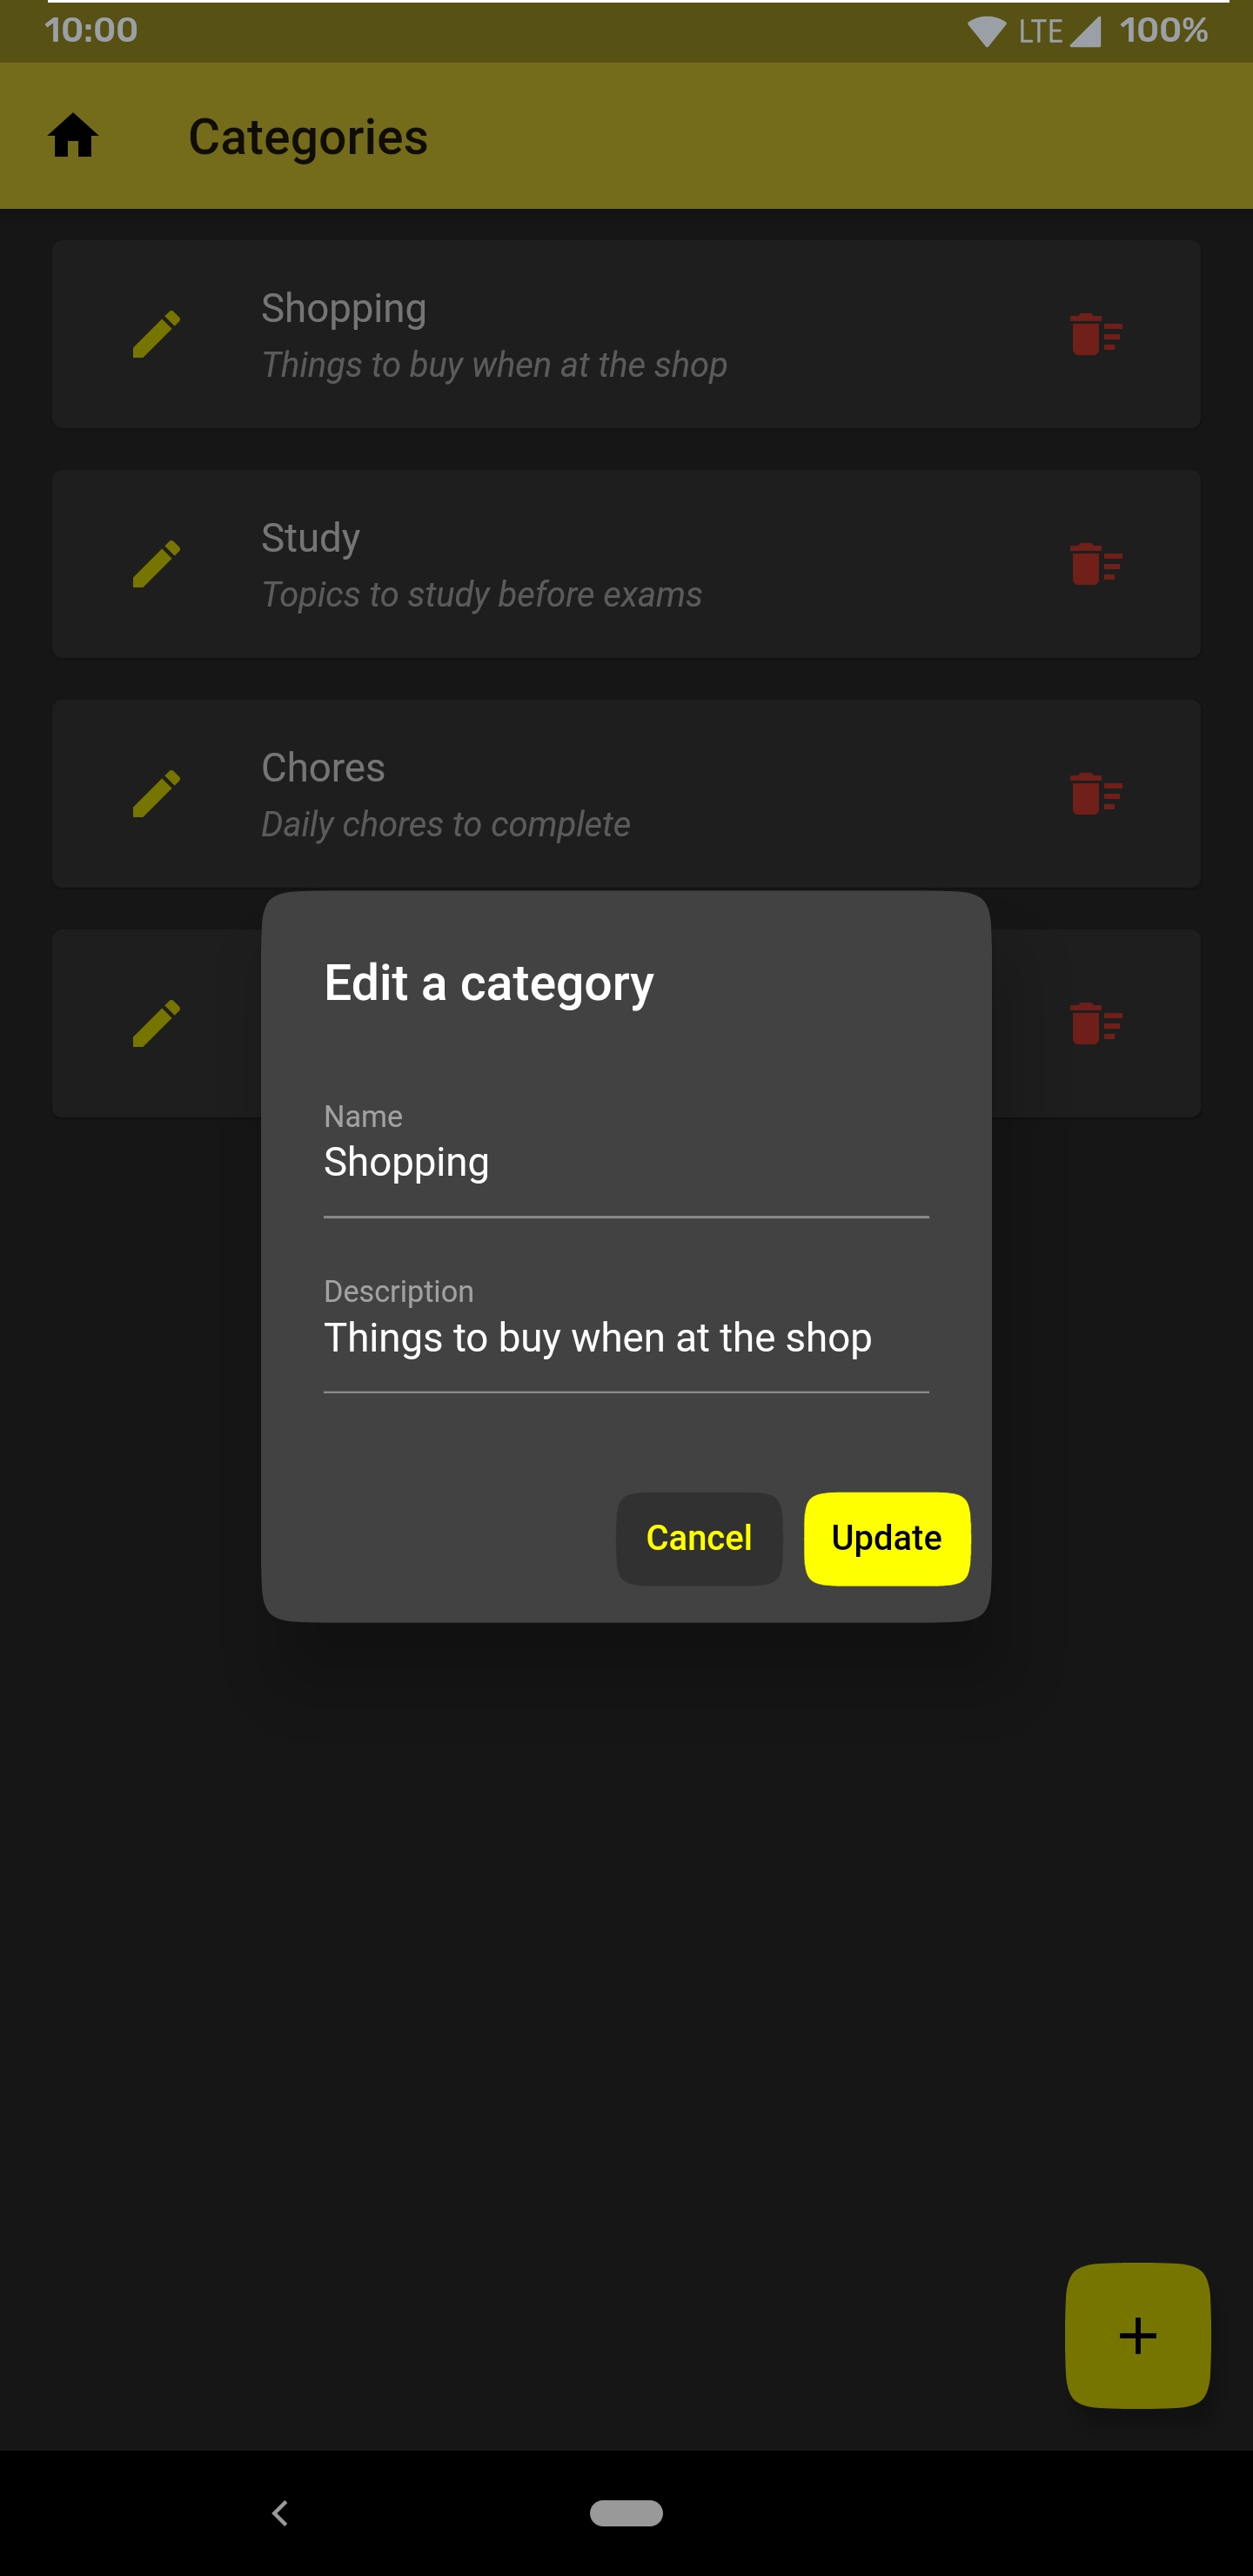 10:00 LTE 100%
Categories
Shopping
Things to buy when at the shop
Study
Topics to study before exams
Chores
Daily chores to complete
Edit a category
Name
Shopping
Description
Things to buy when at the shop
Cancel Update